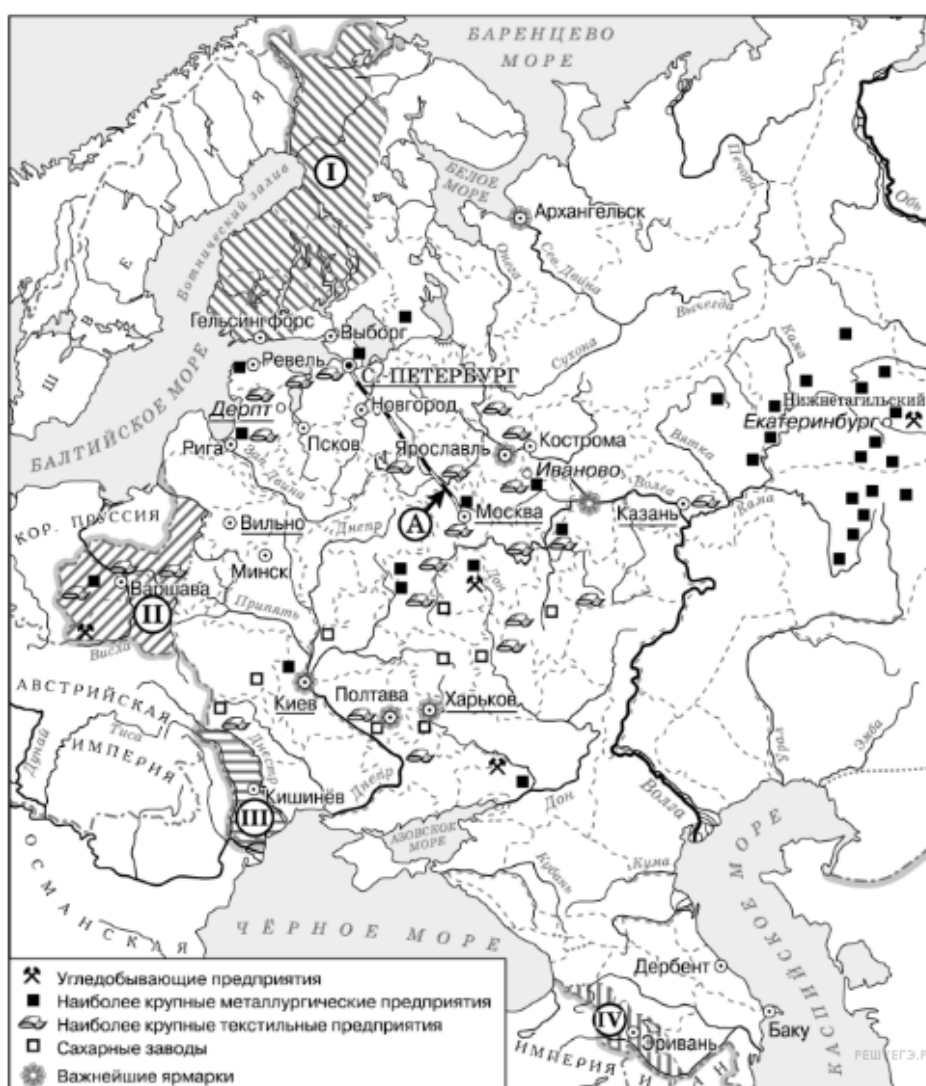 БАРЕНЦЕВО
МОРЕ
Печора
Обь
БЕЛОЕ
МОРЕ
I
Ботнический залив
ШВЕЦИЯ
Архангельск
Онега
Сев. Двина
Вычегда
Сухона
Кама
Гельсингфорс
Выборг
Ревель
С.-ПЕТЕРБУРГ
Нижнетагильский
Екатеринбург
БАЛТИЙСКОЕ МОРЕ
Дерпт
Новгород
Псков
Рига
Зап. Двина
Ярославль
Кострома
Иваново
Вятка
Волга
Кама
КОР. ПРУССИЯ
Вильно
Днепр
А
Москва
Казань
Минск
Дон
Варшава
II
Припять
Висла
Киев
Полтава
Харьков
АВСТРИЙСКАЯ
ИМПЕРИЯ
Тиса
Дунай
Днестр
Кишинёв
III
Днепр
Дон
Волга
Урал
Эмба
АЗОВСКОЕ
МОРЕ
Кубань
Кума
ОСМАНСКАЯ
ЧЁРНОЕ МОРЕ
КАСПИЙСКОЕ МОРЕ
Дербент
Баку
IV
Эривань
ИМПЕРИЯ
ИРАН
Угледобывающие предприятия
Наиболее крупные металлургические предприятия
Наиболее крупные текстильные предприятия
Сахарные заводы
Важнейшие ярмарки